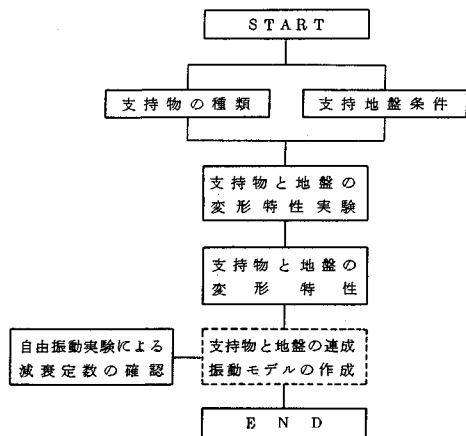 START
支持物の種類
支持地盤条件
支持物と地盤の
変形特性実験
支持物と地盤の
変形特性
自由振動実験による
減衰定数の確認
支持物と地盤の連成
振動モデルの作成
END